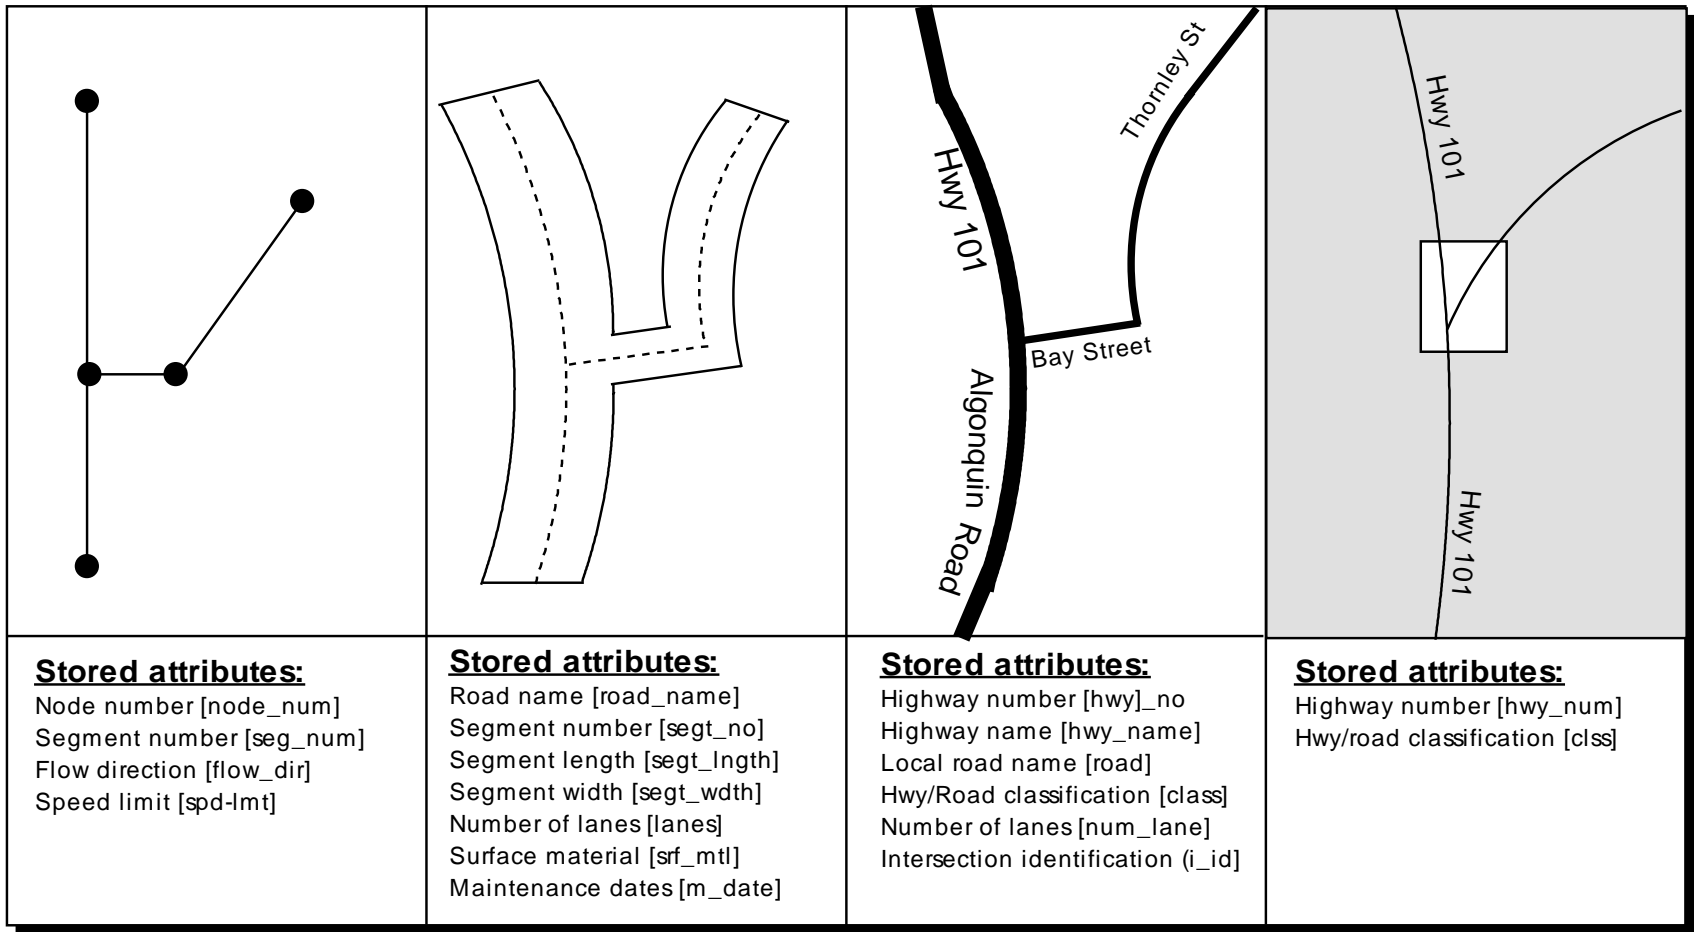 Hwy 101
Algonquin Road
Bay Street
Thornley St
Hwy 101
Hwy 101
Stored attributes:
Node number [node_num]
Segment number [seg_num]
Flow direction [flow_dir]
Speed limit [spd-lmt]
Stored attributes:
Road name [road_name]
Segment number [segt_no]
Segment length [segt_lngth]
Segment width [segt_wdth]
Number of lanes [lanes]
Surface material [srf_mtl]
Maintenance dates [m_date]
Stored attributes:
Highway number [hwy]_no
Highway name [hwy_name]
Local road name [road]
Hwy/Road classification [class]
Number of lanes [num_lane]
Intersection identification (i_id]
Stored attributes:
Highway number [hwy_num]
Hwy/road classification [clss]